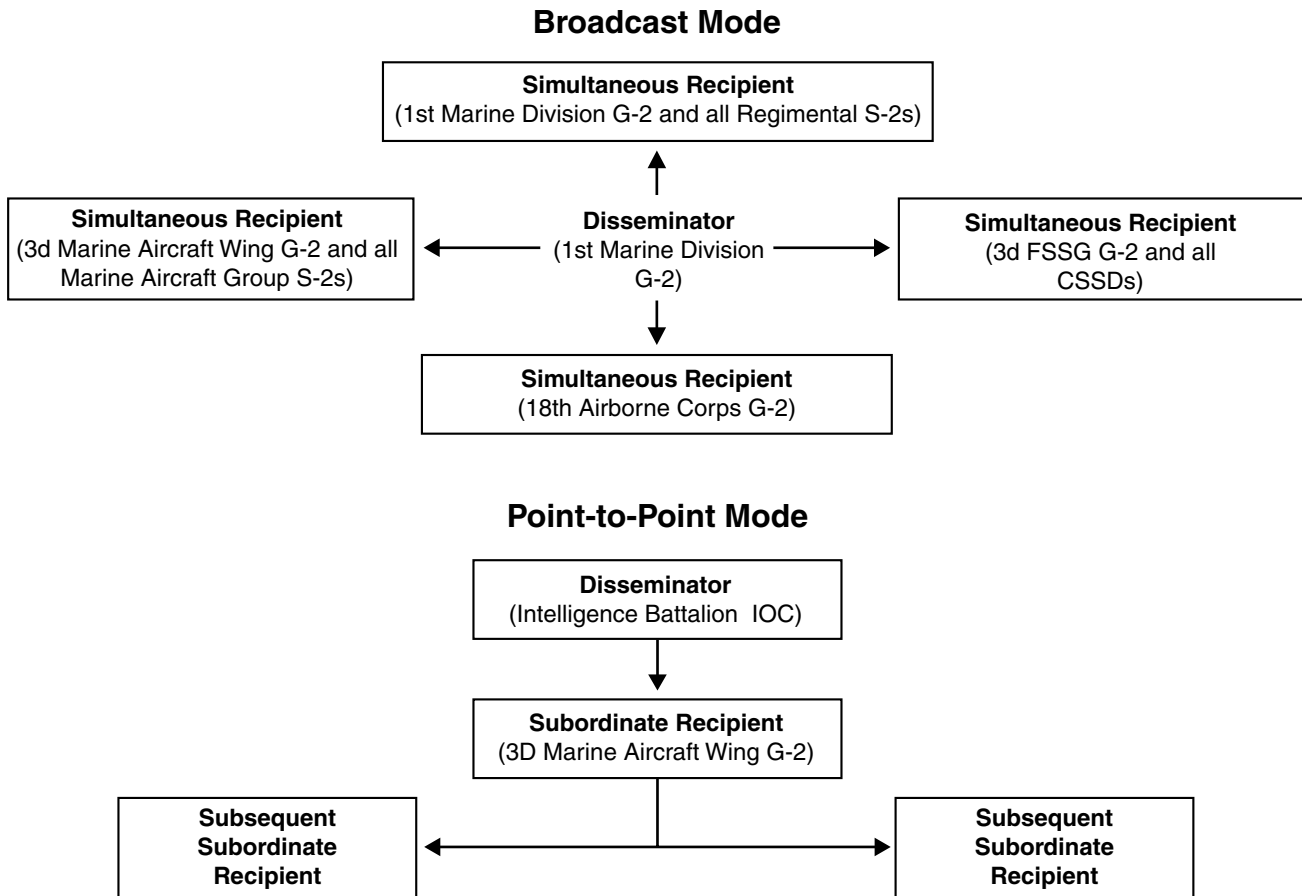 Broadcast Mode
Simultaneous Recipient
(1st Marine Division G-2 and all Regimental S-2s)
Simultaneous Recipient
(3d Marine Aircraft Wing G-2 and all
Marine Aircraft Group S-2s)
Disseminator
(1st Marine Division
G-2)
Simultaneous Recipient
(3d FSSG G-2 and all
CSSDs)
Simultaneous Recipient
(18th Airborne Corps G-2)
Point-to-Point Mode
Disseminator
(Intelligence Battalion  IOC)
Subordinate Recipient
(3D Marine Aircraft Wing G-2)
Subsequent
Subordinate
Recipient
Subsequent
Subordinate
Recipient